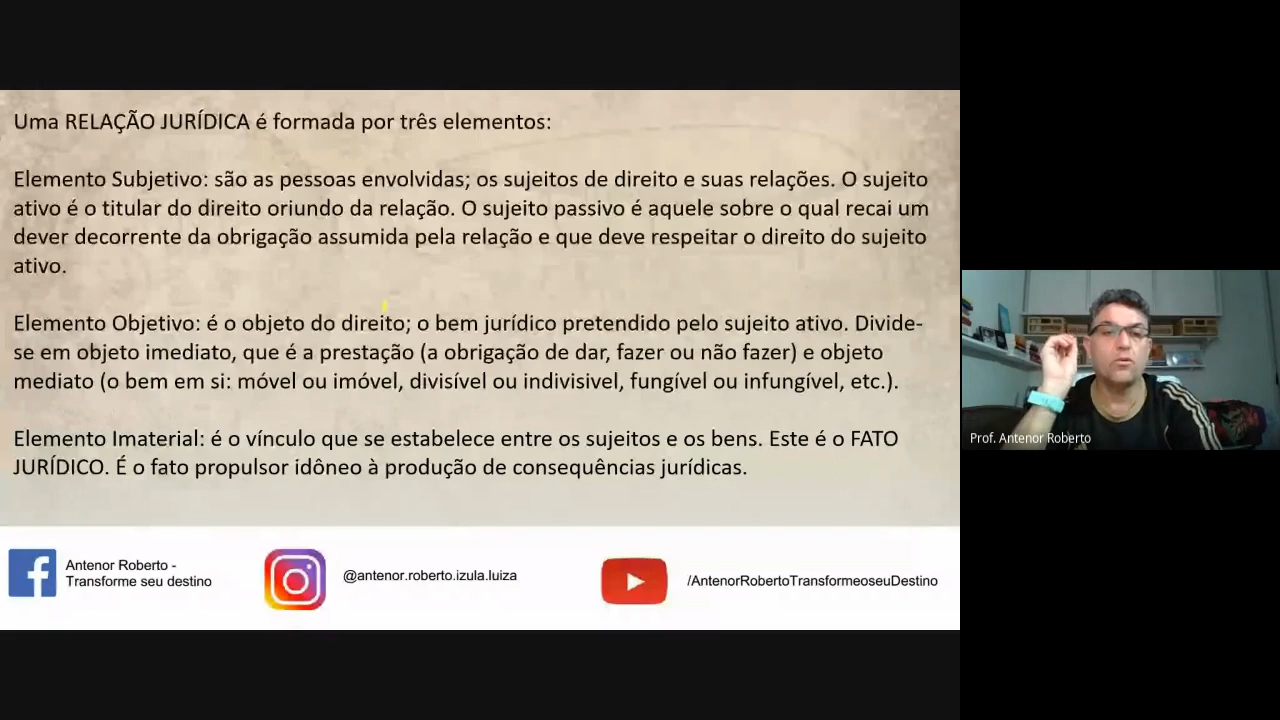 Uma RELAÇÃO JURÍDICA é formada por três elementos:
Elemento Subjetivo: são as pessoas envolvidas; os sujeitos de direito e suas relações. O sujeito
ativo é o titular do direito oriundo da relação. O sujeito passivo é aquele sobre o qual recai um
dever decorrente da obrigação assumida pela relação e que deve respeitar o direito do sujeito
ativo.
Elemento Objetivo: é o objeto do direito; o bem jurídico pretendido pelo sujeito ativo. Divide-
se em objeto imediato, que é a prestação (a obrigação de dar, fazer ou não fazer) e objeto
mediato (o bem em si: móvel ou imóvel, divisível ou indivisivel, fungível ou infungível, etc.).
Elemento Imaterial: é o vínculo que se estabelece entre os sujeitos e os bens. Este é o FATO
JURÍDICO. É o fato propulsor idôneo à produção de consequências jurídicas.
Antenor Roberto -
Transforme seu destino
@antenor.roberto.izula.luiza
/AntenorRobertoTransformeoseuDestino
Prof. Antenor Roberto